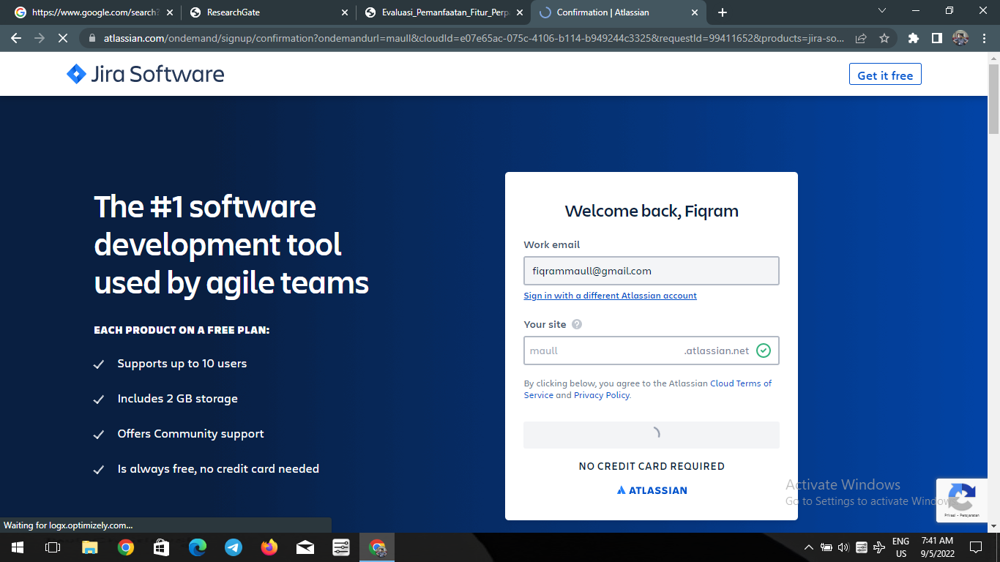 https://www.google.com/search?
ResearchGate
Evaluasi_Pemanfaatan_Fitur_Perp
Confirmation | Atlassian
atlassian.com/ondemand/signup/confirmation?ondemandurl=maull&cloudId=e07e65ac-075c-4106-b114-b949244c3325&requestId=99411652&products=jira-so...
Jira Software
Get it free
The #1 software
development tool
used by agile teams
EACH PRODUCT ON A FREE PLAN:
Supports up to 10 users
Includes 2 GB storage
Offers Community support
Is always free, no credit card needed
Welcome back, Fiqram
Work email
fiqrammaull@gmail.com
Sign in with a different Atlassian account
Your site
maull .atlassian.net
By clicking below, you agree to the Atlassian Cloud Terms of
Service and Privacy Policy.
NO CREDIT CARD REQUIRED
ATLASSIAN
Activate Windows
Go to Settings to activate Windows
Privasi - Persyaratan
Waiting for logx.optimizely.com...
ENG
US
7:41 AM
9/5/2022